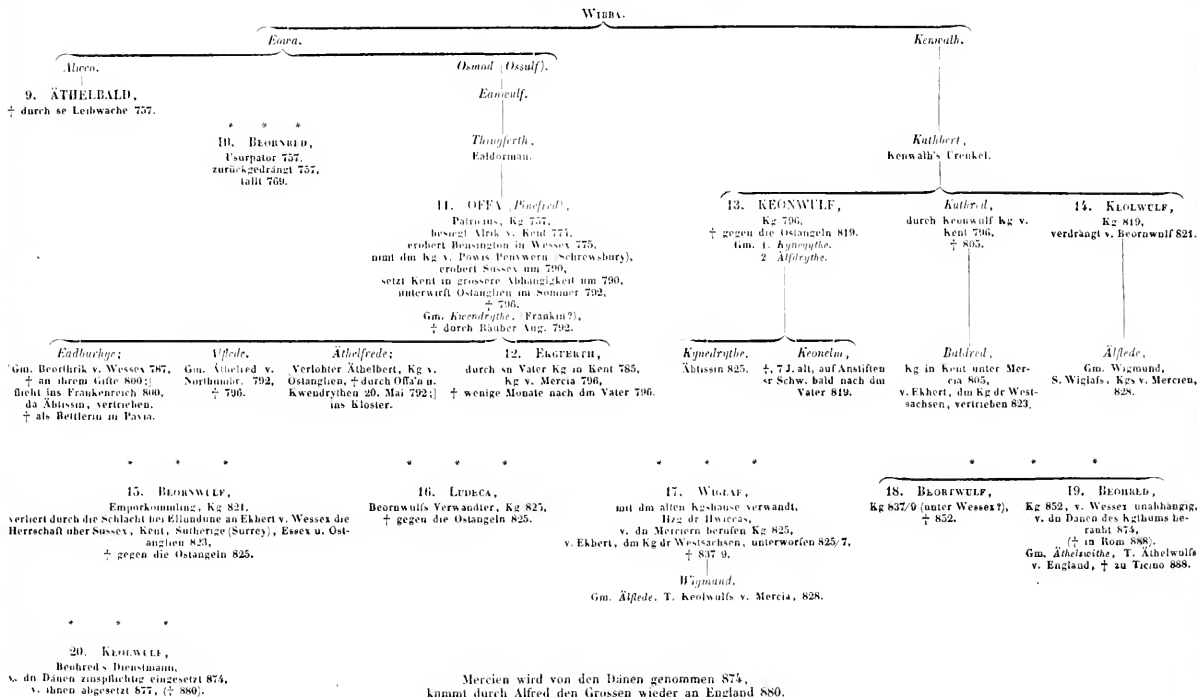 WIBBA.
Eowa.
Kenwalh.
Alweo.
Osmod (Ossulf).
9. ÄTHELBALD,
† durch se Leibwache 757.
Eanwulf.
* * *
10. BEORNRED,
Usurpator 757,
zurückgedrängt 757,
fällt 769.
Thingferth,
Ealdorman.
Kuthbert,
Kenwalh's Urenkel.
11. OFFA (Pinefred),
Patricius, Kg 757,
besiegt Alrik v. Kent 774,
erobert Bensington in Wessex 775,
nimt dm Kg v. Powis Penywern (Schrewsbury),
erobert Sussex um 790,
setzt Kent in grossere Abhängigkeit um 790,
unterwirft Ostanglien im Sommer 792,
† 796.
Gm. Kwendrythe, (Frankin?),
† durch Räuber Aug. 792.
13. KEONWULF,
Kg 796,
† gegen die Ostangeln 819.
Gm. 1. Kynegythe.
2. Älfdrythe.
Kuthred,
durch Keonwulf Kg v.
Kent 796,
† 805.
14. KEOLWULF,
Kg 819,
verdrängt v. Beornwulf 821.
Eadburhge;
Gm. Beorthrik v. Wessex 787,
† an ihrem Gifte 800;]
flieht ins Frankenreich 800,
da Äbtissin, vertrieben.
† als Bettlerin in Pavia.
Älflede.
Gm. Äthelred v.
Northmbr. 792,
† 796.
Äthelfrede;
Verlobter Äthelbert, Kg v.
Ostanglien, † durch Offa'n u.
Kwendrythen 20. Mai 792;]
ins Kloster.
12. EKGFERTH,
durch sn Vater Kg in Kent 785,
Kg v. Mercia 796,
† wenige Monate nach dm Vater 796.
Kynedrythe.
Äbtissin 825.
Keonelm,
†, 7 J. alt, auf Anstiften
sr Schw. bald nach dm
Vater 819.
Baldred,
Kg in Kent unter Mer-
cia 805,
v. Ekbert, dm Kg dr West-
sachsen, vertrieben 823.
Älflede,
Gm. Wigmund,
S. Wiglafs, Kgs v. Mercien,
828.
* * *
15. BEORNWULF,
Emporkommling, Kg 821,
verliert durch die Schlacht bei Ellundune an Ekbert v. Wessex die
Herrschaft uber Sussex, Kent, Sutherige (Surrey), Essex u. Ost-
anglien 823,
† gegen die Ostangeln 825.
* * *
16. LUDECA,
Beornwulfs Verwandter, Kg 825,
† gegen die Ostangeln 825.
* * *
17. WIGLAF,
mit dm alten Kgshause verwandt,
Hzg dr Hwiccas,
v. dn Merciern berufen Kg 825,
v. Ekbert, dm Kg dr Westsachsen, unterworfen 825/7,
† 837/9.
Wigmund.
Gm. Älflede, T. Keolwulfs v. Mercia, 828.
* * *
18. BEORTWULF,
Kg 837/9 (unter Wessex?),
† 852.
19. BEOHRED,
Kg 852, v. Wessex unabhängig,
v. dn Dänen des Kgthums be-
raubt 874,
(† in Rom 888).
Gm. Äthelswithe, T. Äthelwulfs
v. England, † zu Ticino 888.
* * *
20. KEOLWULF,
Beohred's Dienstmann,
v. dn Dänen zinspflichtig eingesetzt 874,
v. ihnen abgesetzt 877, († 880).
Mercien wird von den Dänen genommen 874,
kommt durch Alfred den Grossen wieder an England 880.